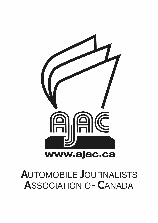 AJAC
www.ajac.ca
AUTOMOBILE JOURNALISTS
ASSOCIATION OF CANADA